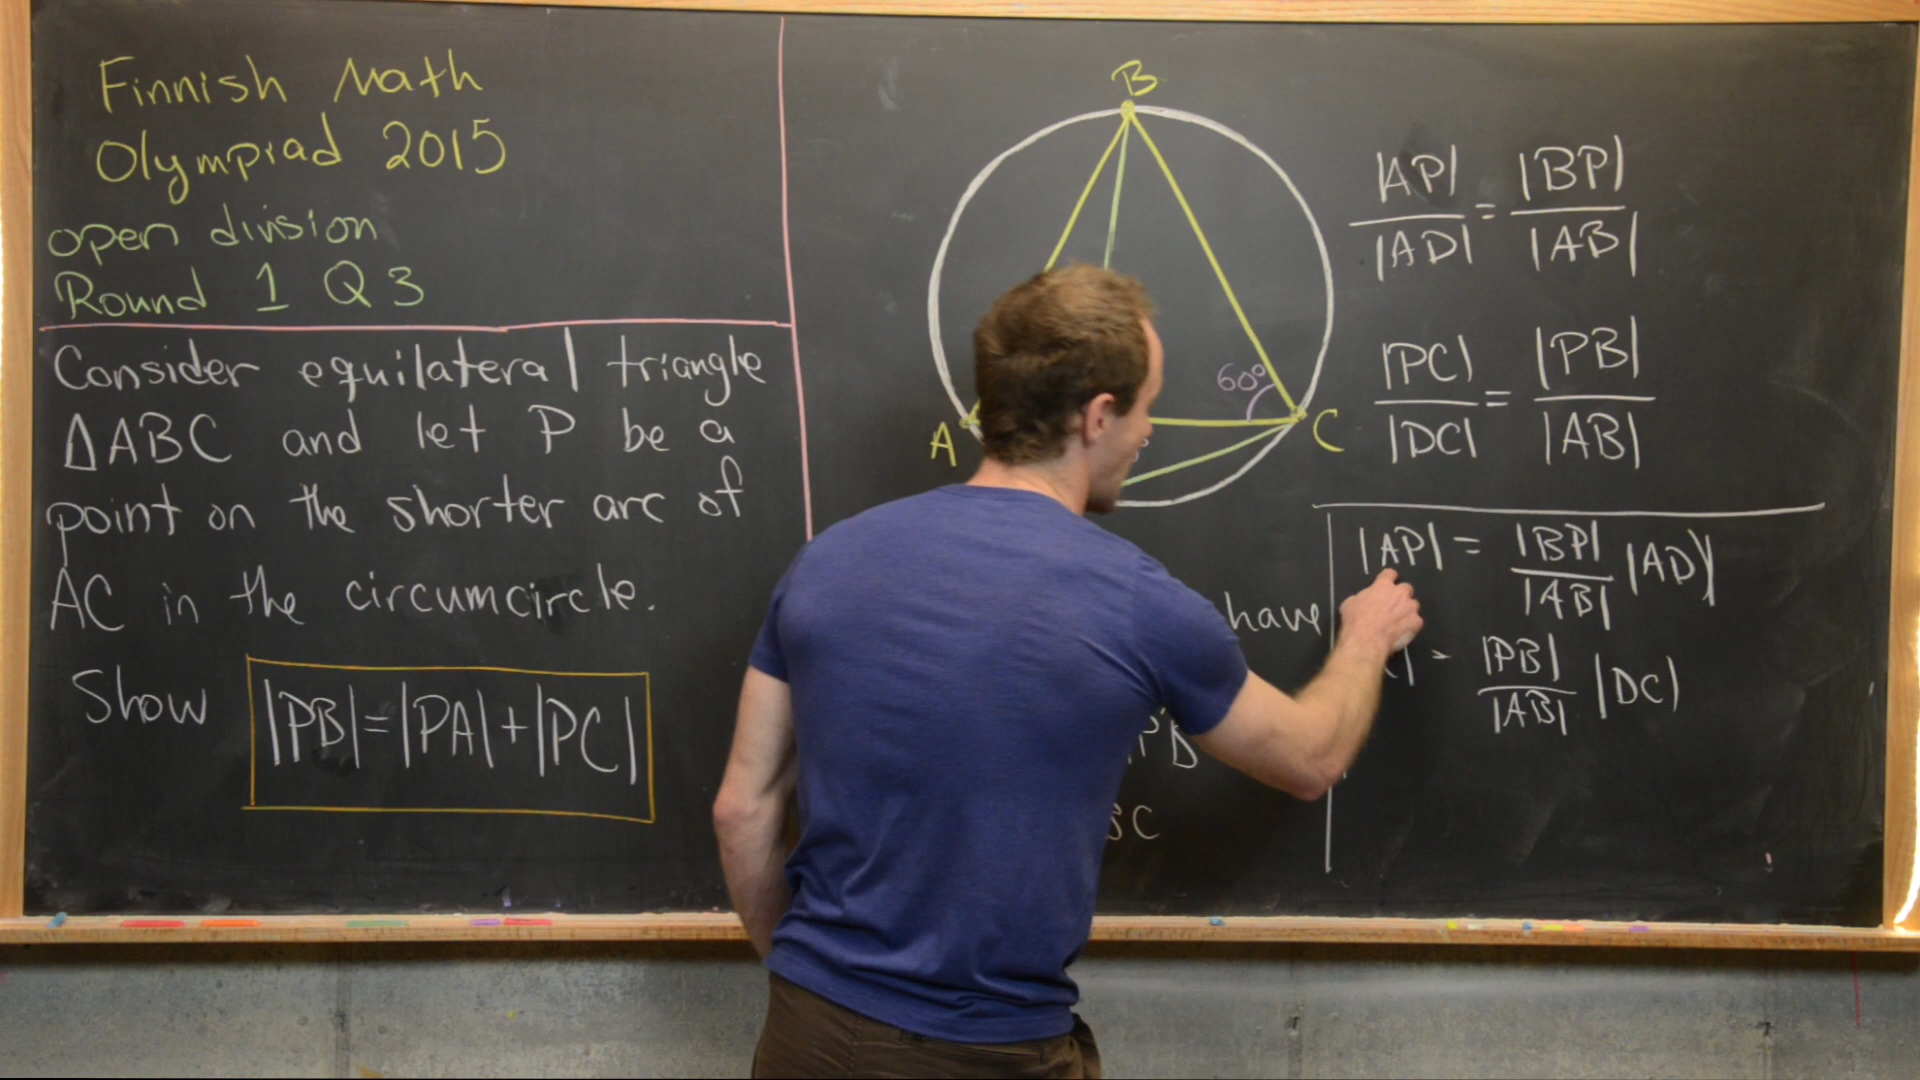 Finnish Math
Olympiad 2015
open division
Round 1 Q3
Consider equilateral triangle
ΔABC and let P be a
point on the shorter arc of
AC in the circumcircle.
Show |PB|=|PA|+|PC|
B
60°
A
C
|AP|/|AD| = |BP|/|AB|
|PC|/|DC| = |PB|/|AB|
have
BC
|AP| = |BP|/|AB| |AD|
= |PB|/|AB| |DC|